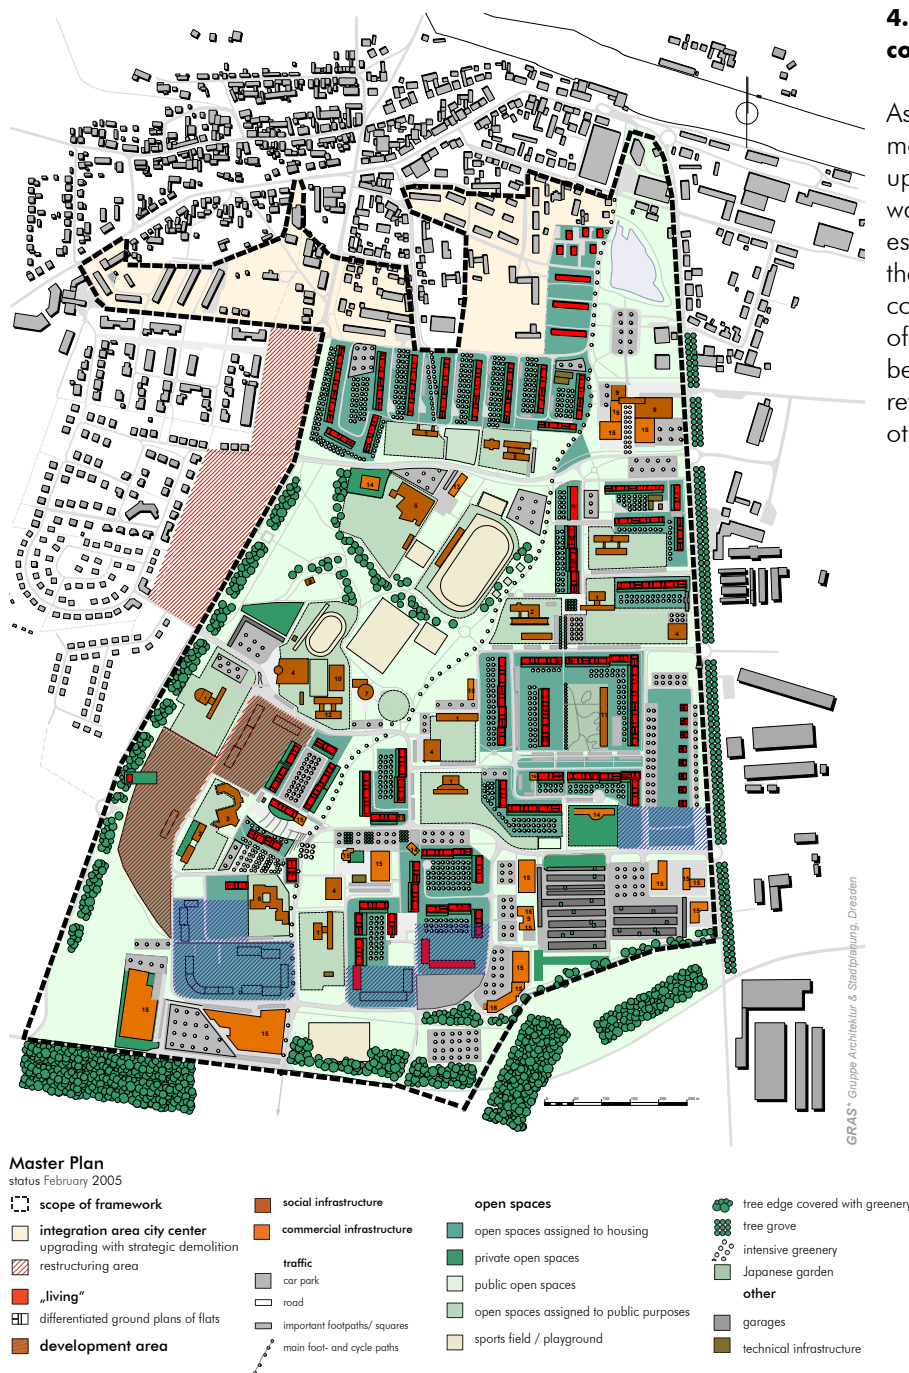 4.
co
As
me
up
wo
es
the
co
of
be
re
ot
GRAS* Gruppe Architektur & Stadtplanung, Dresden
Master Plan
status February 2005
scope of framework
integration area city center
upgrading with strategic demolition
restructuring area
„living“
differentiated ground plans of flats
development area
social infrastructure
commercial infrastructure
traffic
car park
road
important footpaths/ squares
main foot- and cycle paths
open spaces
open spaces assigned to housing
private open spaces
public open spaces
open spaces assigned to public purposes
sports field / playground
tree edge covered with greenery
tree grove
intensive greenery
Japanese garden
other
garages
technical infrastructure